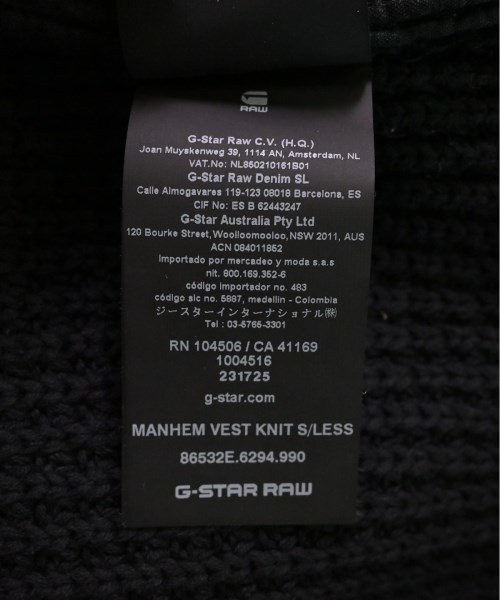 RAW
G-Star Raw C.V. (H.Q.)
Joan Muyskenweg 39, 1114 AN, Amsterdam, NL
VAT.No: NL850210161B01
G-Star Raw Denim SL
Calle Almogavares 119-123 08018 Barcelona, ES
CIF No: ES B 62443247
G-Star Australia Pty Ltd
120 Bourke Street,Woolloomooloo,NSW 2011, AUS
ACN 084011852
Importado por mercadeo y moda s.a.s
nit. 800.169.352-6
código importador no. 483
código sic no. 5887, medellin - Colombia
ジースターインターナショナル㈱
Tel : 03-5765-3301
RN 104506 / CA 41169
1004516
231725
g-star.com
MANHEM VEST KNIT S/LESS
86532E.6294.990
G-STAR RAW